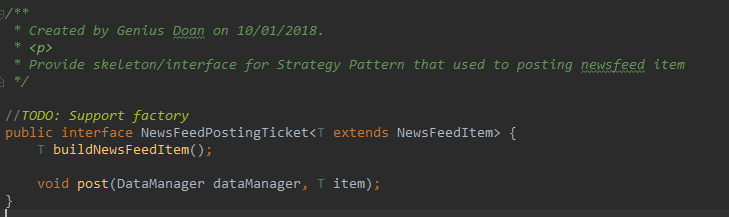 /**
 * Created by Genius Doan on 10/01/2018.
 * <p>
 * Provide skeleton/interface for Strategy Pattern that used to posting newsfeed item
 */
//TODO: Support factory
public interface NewsFeedPostingTicket<T extends NewsFeedItem> {
    T buildNewsFeedItem();
    void post(DataManager dataManager, T item);
}